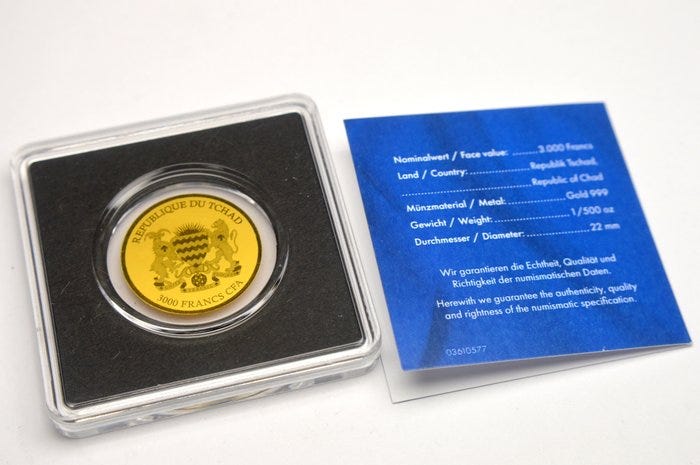 REPUBLIQUE DU TCHAD
3000 FRANCS CFA
Nominalwert / Face value: ........ 3.000 Francs
Land / Country: ........................ Republik Tschad,
........................................ Republic of Chad
Münzmaterial / Metal: .................. Gold 999
Gewicht / Weight: ........................ 1/500 oz
Durchmesser / Diameter: .................. 22 mm
Wir garantieren die Echtheit, Qualität und
Richtigkeit der numismatischen Daten.
Herewith we guarantee the authenticity, quality
and rightness of the numismatic specification.
03610577